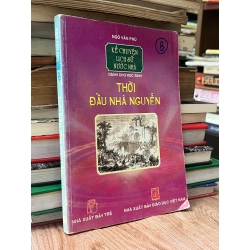 NGÔ VĂN PHÚ
KỂ CHUYỆN
LỊCH SỬ
NƯỚC NHÀ
DÀNH CHO HỌC SINH
8
THỜI
ĐẦU NHÀ NGUYỄN
NHÀ XUẤT BẢN TRẺ
NHÀ XUẤT BẢN GIÁO DỤC VIỆT NAM